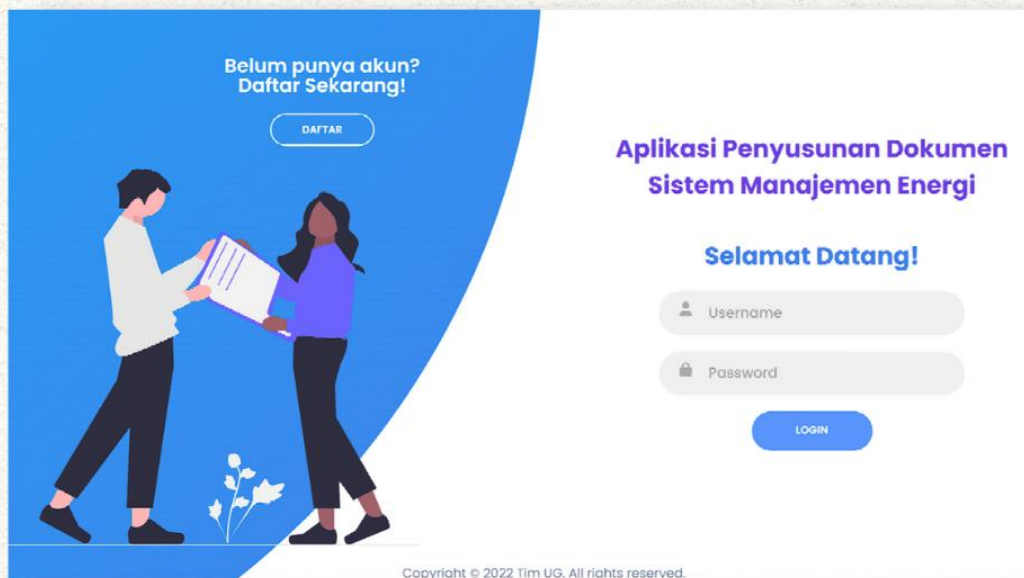 Belum punya akun?
Daftar Sekarang!
DAFTAR
Aplikasi Penyusunan Dokumen
Sistem Manajemen Energi
Selamat Datang!
Username
Password
LOGIN
Copyright © 2022 Tim UG. All rights reserved.